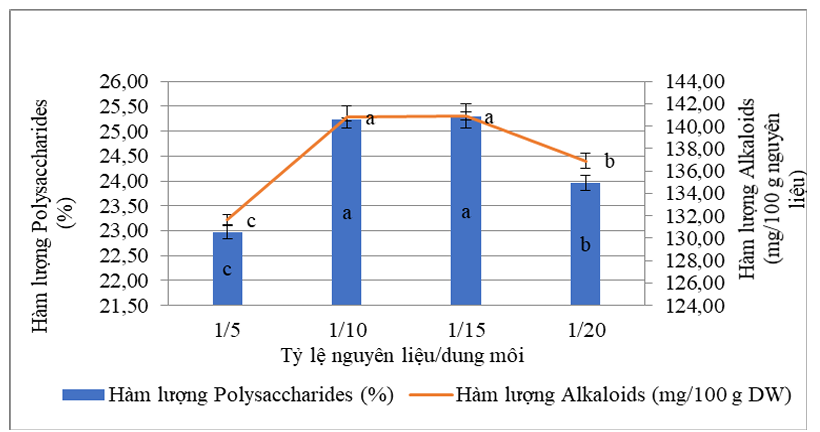 Hàm lượng Polysaccharides
(%)
26,00
25,50
25,00
24,50
24,00
23,50
23,00
22,50
22,00
21,50
144,00
142,00
140,00
138,00
136,00
134,00
132,00
130,00
128,00
126,00
124,00
Hàm lượng Alkaloids
(mg/100 g nguyên
liệu)
c
a
a
b
c
a
a
b
1/5
1/10
1/15
1/20
Tỷ lệ nguyên liệu/dung môi
Hàm lượng Polysaccharides (%)
Hàm lượng Alkaloids (mg/100 g DW)